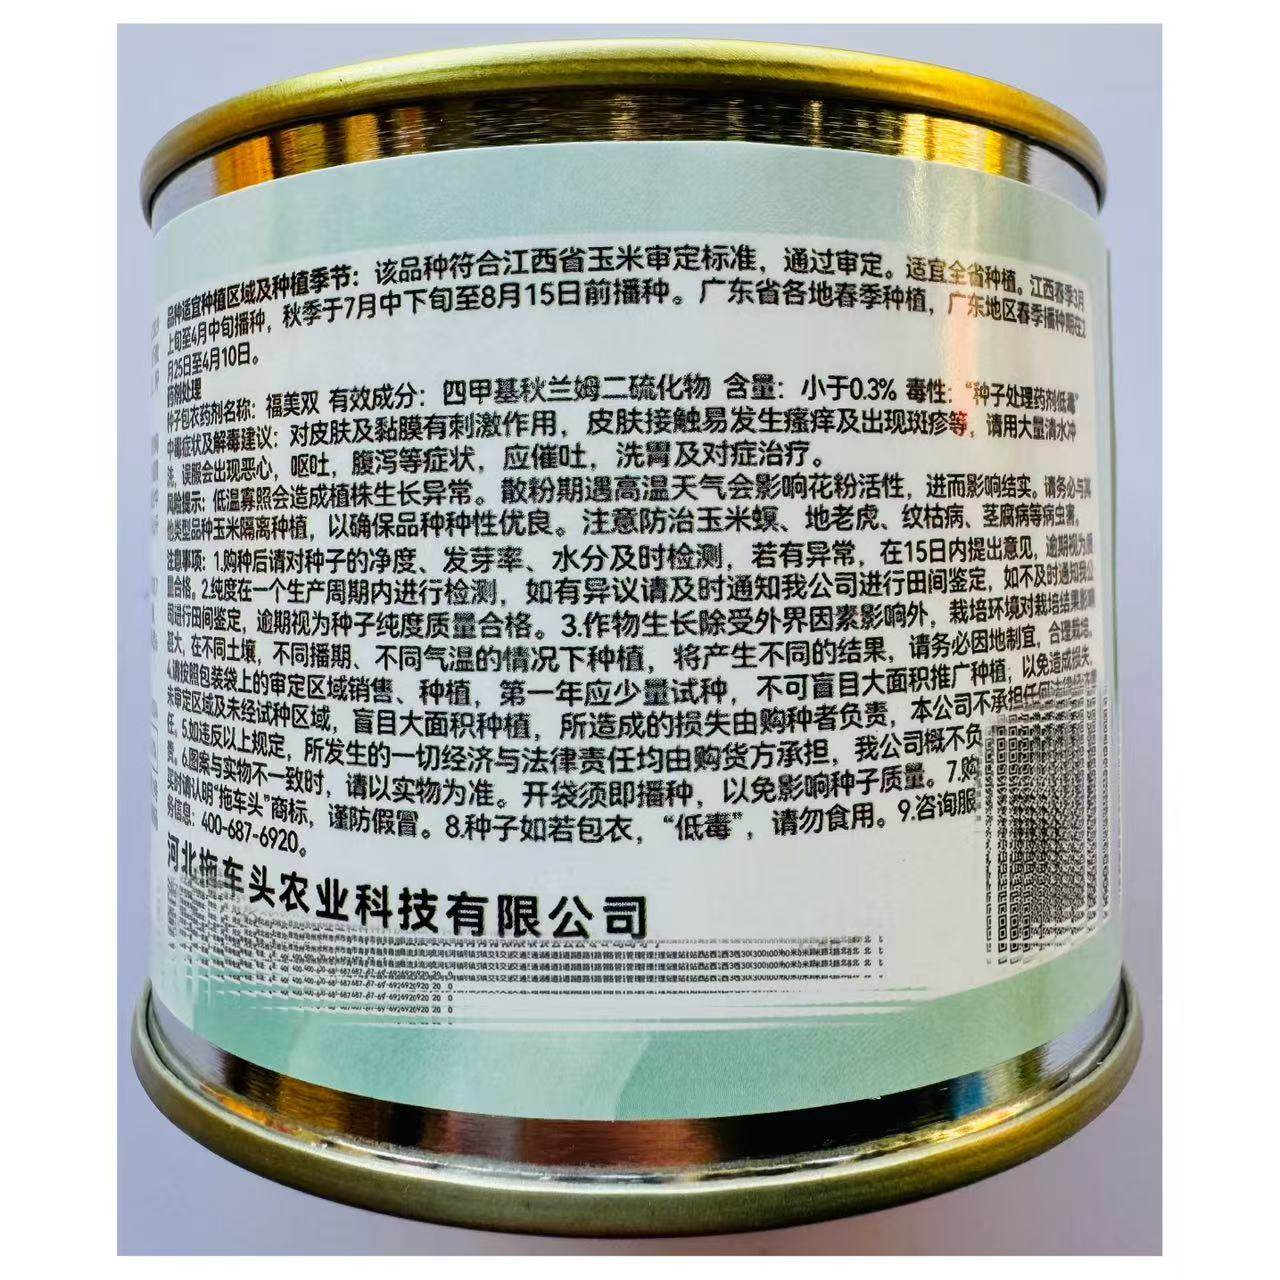 品种适宜种植区域及种植季节：该品种符合江西省玉米审定标准，通过审定。适宜全省种植。江西春季3月
上旬至4月中旬播种，秋季于7月中下旬至8月15日前播种。广东省各地春季种植，广东地区春季播种期在2
月25日至4月10日。
药剂处理
种子包衣药剂名称：福美双 有效成分：四甲基秋兰姆二硫化物 含量：小于0.3% 毒性：“种子处理药剂低毒”
中毒症状及解毒建议：对皮肤及黏膜有刺激作用，皮肤接触易发生瘙痒及出现斑疹等，请用大量清水冲
洗，误服会出现恶心，呕吐，腹泻等症状，应催吐，洗胃及对症治疗。
风险提示：低温寡照会造成植株生长异常。散粉期遇高温天气会影响花粉活性，进而影响结实。请务必与其
他类型品种玉米隔离种植，以确保品种种性优良。注意防治玉米螟、地老虎、纹枯病、茎腐病等病虫害。
注意事项：1.购种后请对种子的净度、发芽率、水分及时检测，若有异常，在15日内提出意见，逾期视为质
量合格。2.纯度在一个生产周期内进行检测，如有异议请及时通知我公司进行田间鉴定，如不及时通知我公
司进行田间鉴定，逾期视为种子纯度质量合格。3.作物生长除受外界因素影响外，栽培环境对栽培结果影响
甚大，在不同土壤，不同播期、不同气温的情况下种植，将产生不同的结果，请务必因地制宜，合理栽培。
4.请按照包装袋上的审定区域销售、种植，第一年应少量试种，不可盲目大面积推广种植，以免造成损失。
未审定区域及未经试种区域，盲目大面积种植，所造成的损失由购种者负责，本公司不承担任何法律经济责
任。5.如违反以上规定，所发生的一切经济与法律责任均由购货方承担，我公司概不负
责。6.图案与实物不一致时，请以实物为准。开袋须即播种，以免影响种子质量。7.购
买时请认明“拖车头”商标，谨防假冒。8.种子如若包衣，“低毒”，请勿食用。9.咨询服
务信息：400-687-6920。
河北拖车头农业科技有限公司